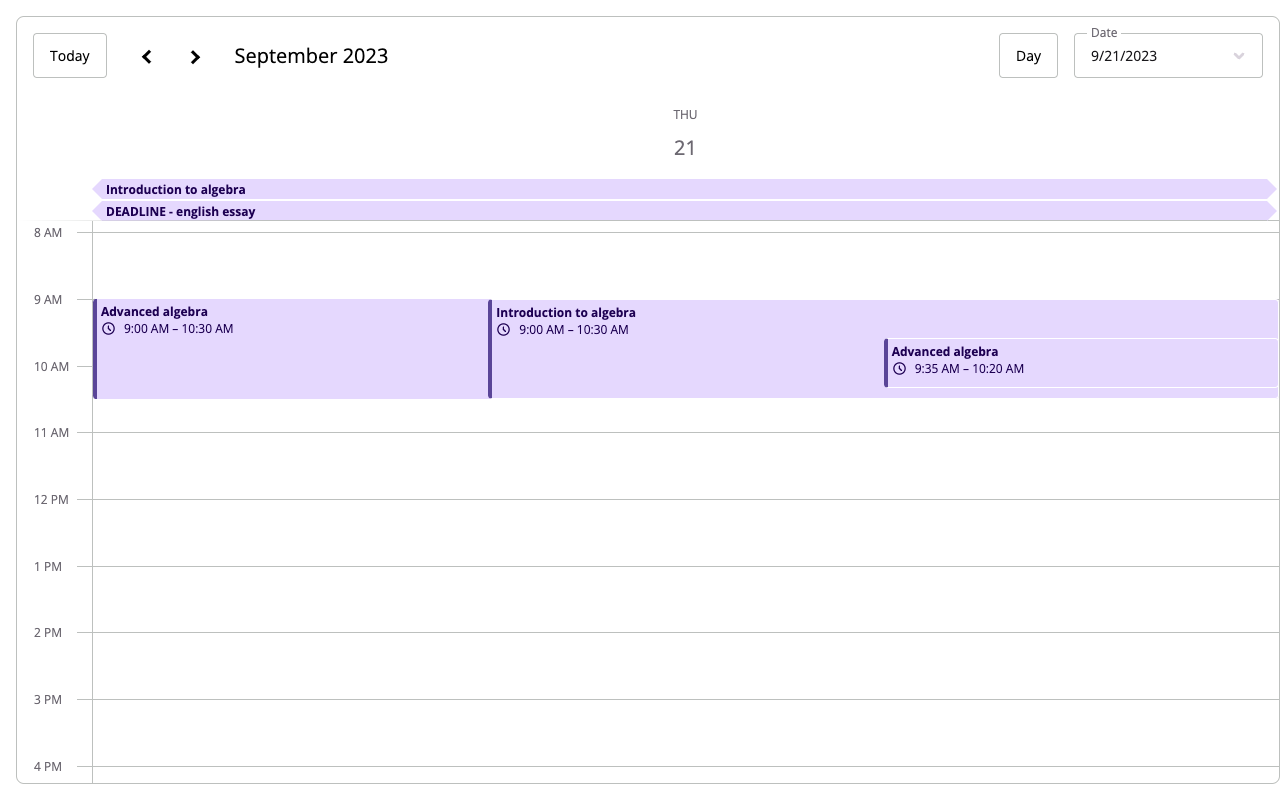 Today
September 2023
Day
Date
9/21/2023
THU
21
Introduction to algebra
DEADLINE - english essay
8 AM
9 AM
Advanced algebra
9:00 AM – 10:30 AM
Introduction to algebra
9:00 AM – 10:30 AM
Advanced algebra
9:35 AM – 10:20 AM
10 AM
11 AM
12 PM
1 PM
2 PM
3 PM
4 PM